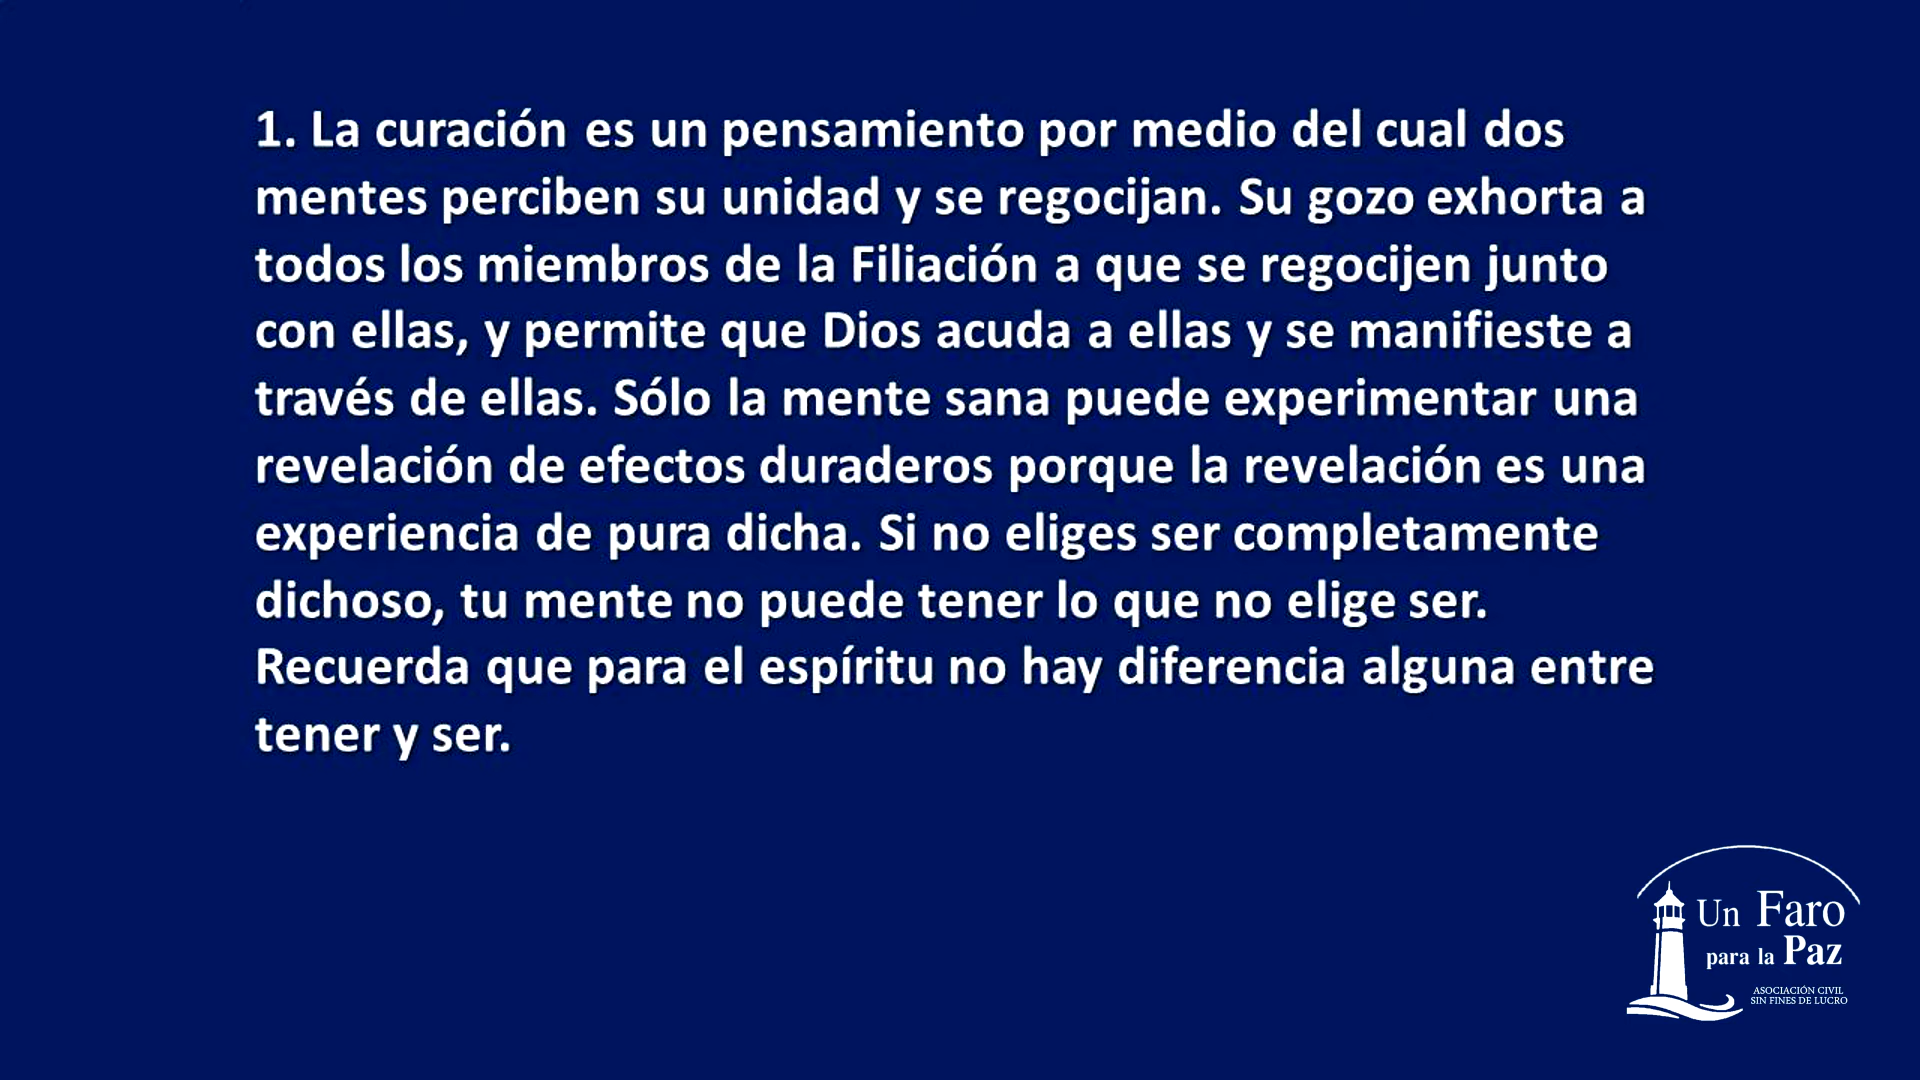 1. La curación es un pensamiento por medio del cual dos
mentes perciben su unidad y se regocijan. Su gozo exhorta a
todos los miembros de la Filiación a que se regocijen junto
con ellas, y permite que Dios acuda a ellas y se manifieste a
través de ellas. Sólo la mente sana puede experimentar una
revelación de efectos duraderos porque la revelación es una
experiencia de pura dicha. Si no eliges ser completamente
dichoso, tu mente no puede tener lo que no elige ser.
Recuerda que para el espíritu no hay diferencia alguna entre
tener y ser.
Un Faro
para la Paz
ASOCIACIÓN CIVIL
SIN FINES DE LUCRO